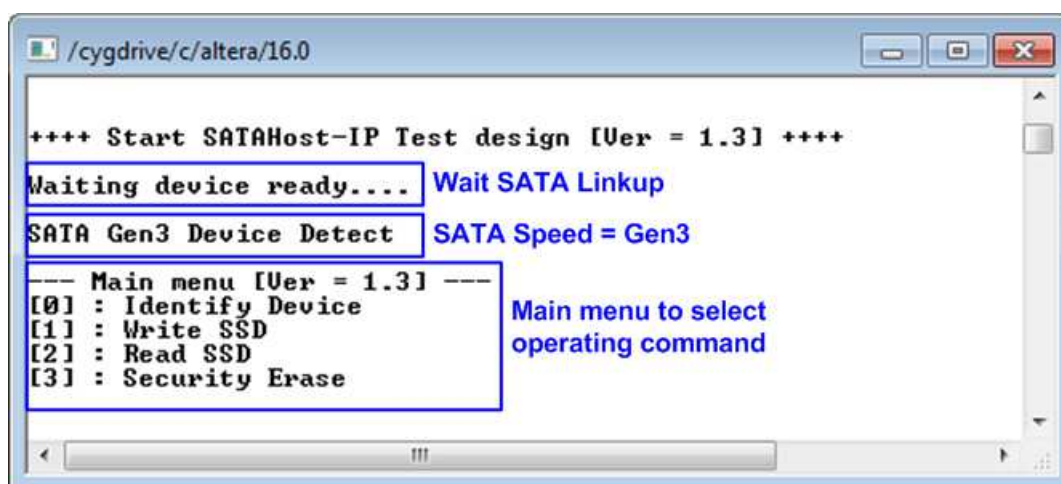 /cygdrive/c/altera/16.0
++++ Start SATAHost-IP Test design [Ver = 1.3] ++++
Waiting device ready.... Wait SATA Linkup
SATA Gen3 Device Detect SATA Speed = Gen3
--- Main menu [Ver = 1.3] ---
[0] : Identify Device
[1] : Write SSD
[2] : Read SSD
[3] : Security Erase
Main menu to select
operating command